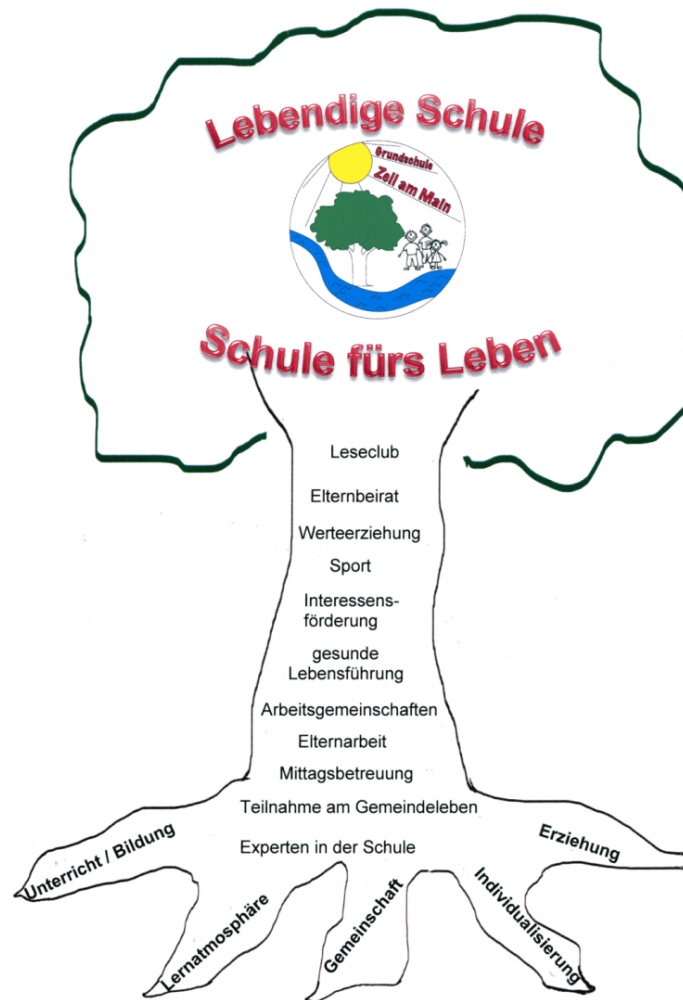 Lebendige Schule
Grundschule
Zell am Main
Schule fürs Leben
Leseclub
Elternbeirat
Werteerziehung
Sport
Interessens-
förderung
gesunde
Lebensführung
Arbeitsgemeinschaften
Elternarbeit
Mittagsbetreuung
Teilnahme am Gemeindeleben
Experten in der Schule
Unterricht / Bildung
Lernatmosphäre
Gemeinschaft
Individualisierung
Erziehung